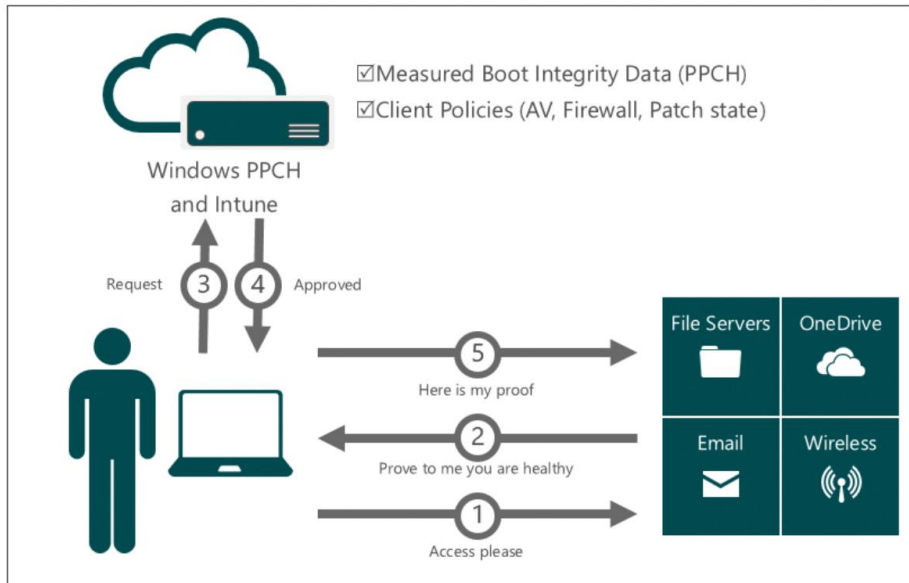 ☑Measured Boot Integrity Data (PPCH)
☑Client Policies (AV, Firewall, Patch state)
Windows PPCH
and Intune
Request
3
4
Approved
5
Here is my proof
2
Prove to me you are healthy
1
Access please
File Servers
OneDrive
Email
Wireless